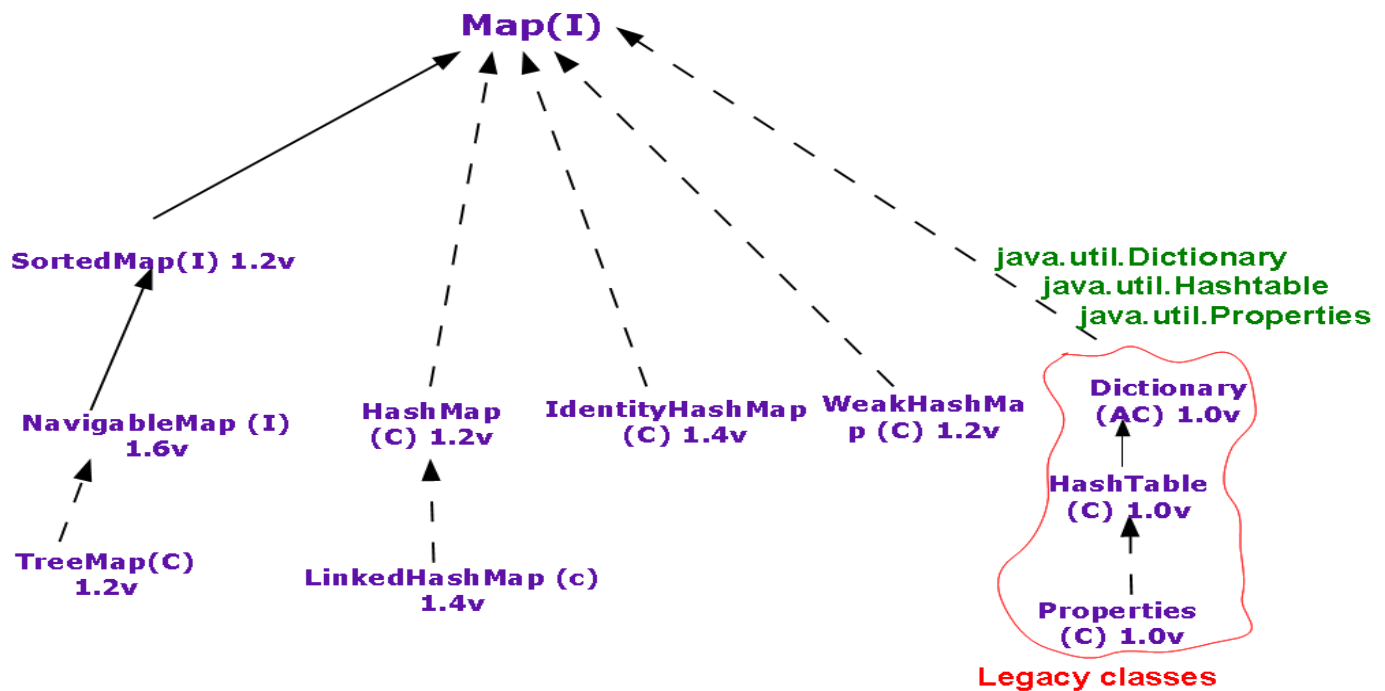 Map(I)
SortedMap(I) 1.2v
java.util.Dictionary
java.util.Hashtable
java.util.Properties
NavigableMap (I)
1.6v
HashMap
(C) 1.2v
IdentityHashMap
(C) 1.4v
WeakHashMa
p (C) 1.2v
Dictionary
(AC) 1.0v
HashTable
(C) 1.0v
TreeMap(C)
1.2v
LinkedHashMap (c)
1.4v
Properties
(C) 1.0v
Legacy classes